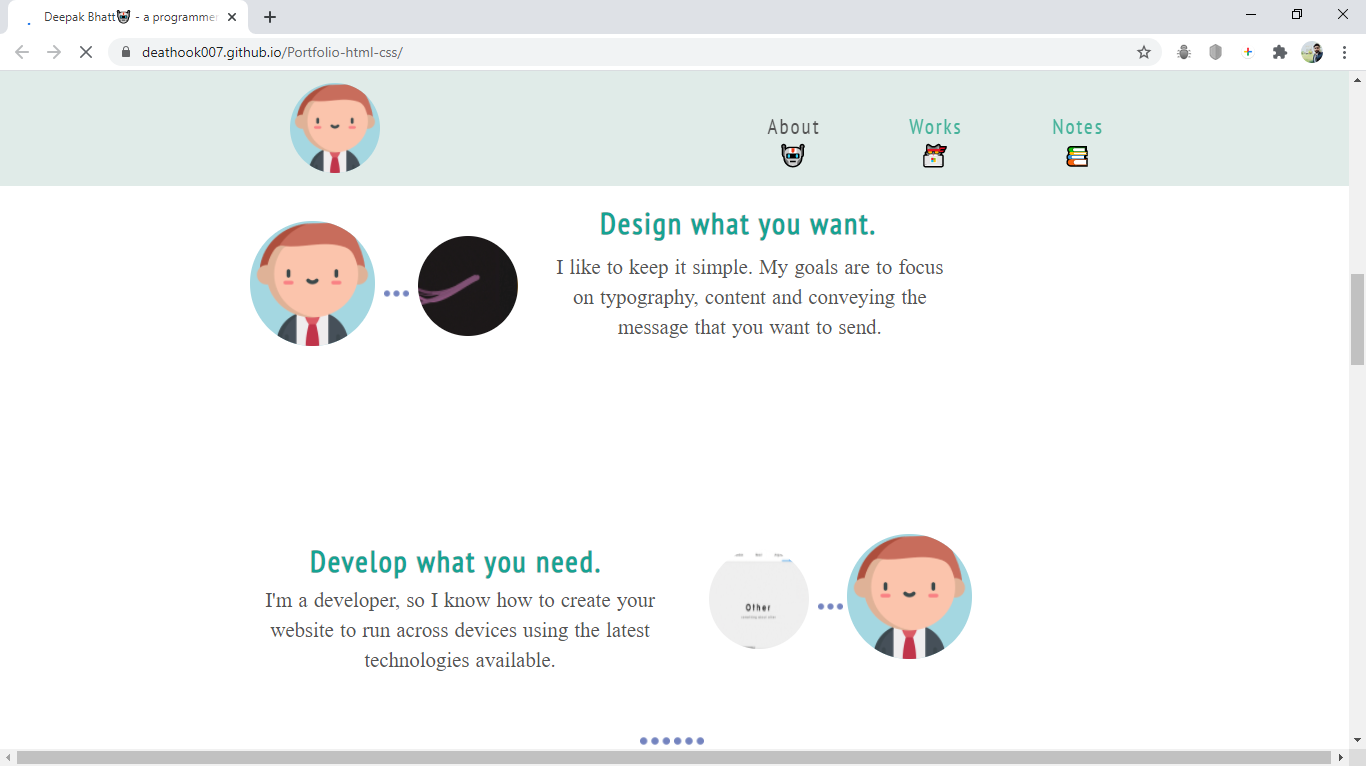 Deepak Bhatt - a programmer
deathook007.github.io/Portfolio-html-css/
About
Works
Notes
Design what you want.
I like to keep it simple. My goals are to focus
on typography, content and conveying the
message that you want to send.
Develop what you need.
I'm a developer, so I know how to create your
website to run across devices using the latest
technologies available.
Other